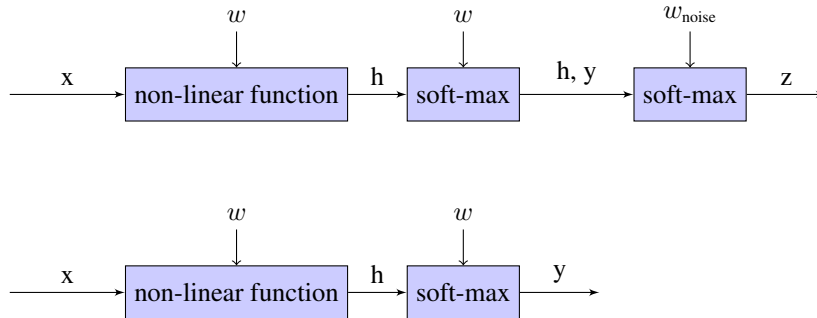 w w w_noise
x non-linear function h soft-max h, y soft-max z
w w
x non-linear function h soft-max y